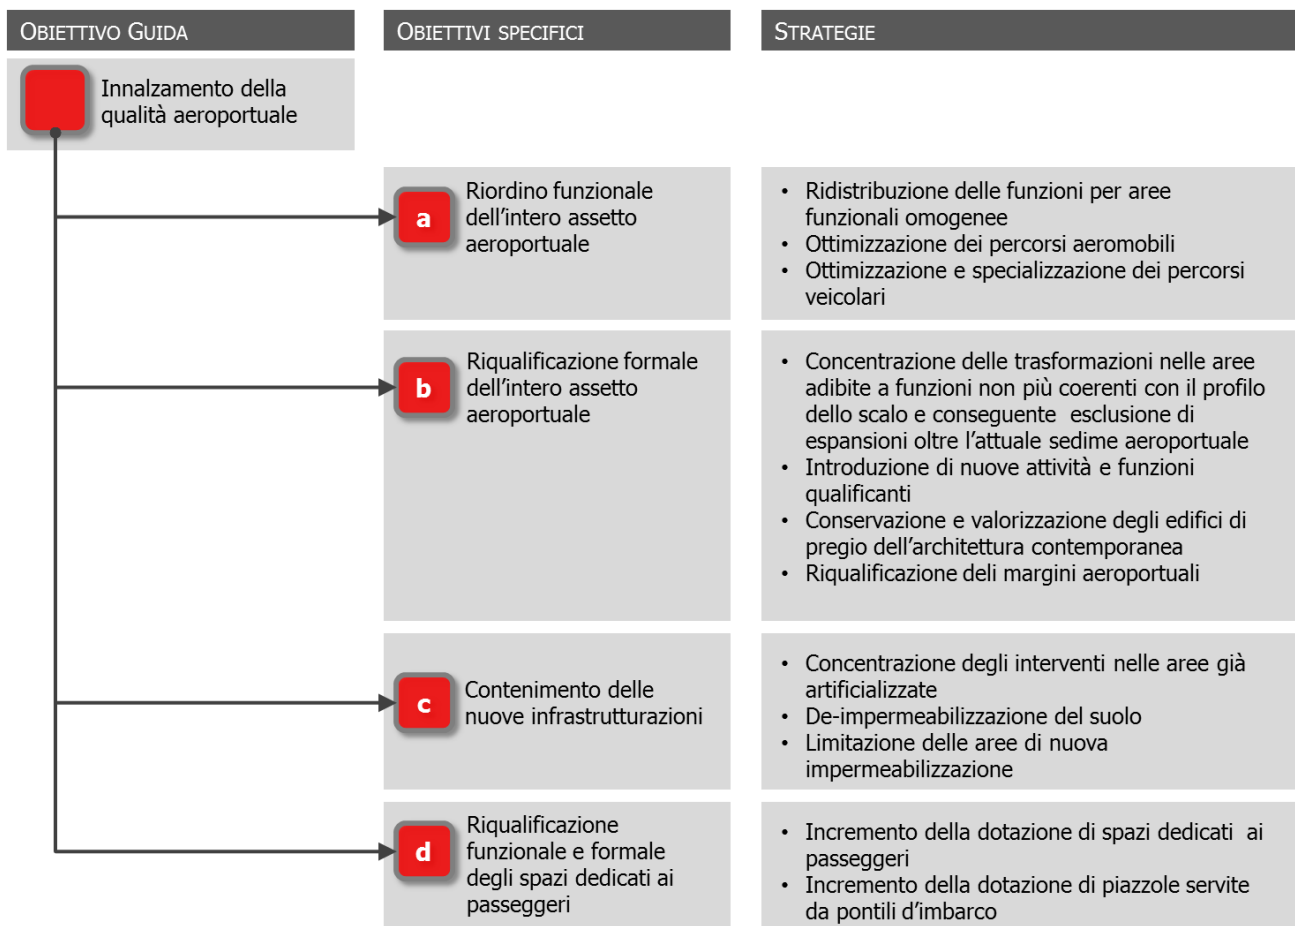 OBIETTIVO GUIDA
OBIETTIVI SPECIFICI
STRATEGIE
Innalzamento della
qualità aeroportuale
a
Riordino funzionale
dell’intero assetto
aeroportuale
• Ridistribuzione delle funzioni per aree
funzionali omogenee
• Ottimizzazione dei percorsi aeromobili
• Ottimizzazione e specializzazione dei percorsi
veicolari
b
Riqualificazione formale
dell’intero assetto
aeroportuale
• Concentrazione delle trasformazioni nelle aree
adibite a funzioni non più coerenti con il profilo
dello scalo e conseguente esclusione di
espansioni oltre l’attuale sedime aeroportuale
• Introduzione di nuove attività e funzioni
qualificanti
• Conservazione e valorizzazione degli edifici di
pregio dell’architettura contemporanea
• Riqualificazione deli margini aeroportuali
c
Contenimento delle
nuove infrastrutturazioni
• Concentrazione degli interventi nelle aree già
artificializzate
• De-impermeabilizzazione del suolo
• Limitazione delle aree di nuova
impermeabilizzazione
d
Riqualificazione
funzionale e formale
degli spazi dedicati ai
passeggeri
• Incremento della dotazione di spazi dedicati ai
passeggeri
• Incremento della dotazione di piazzole servite
da pontili d’imbarco